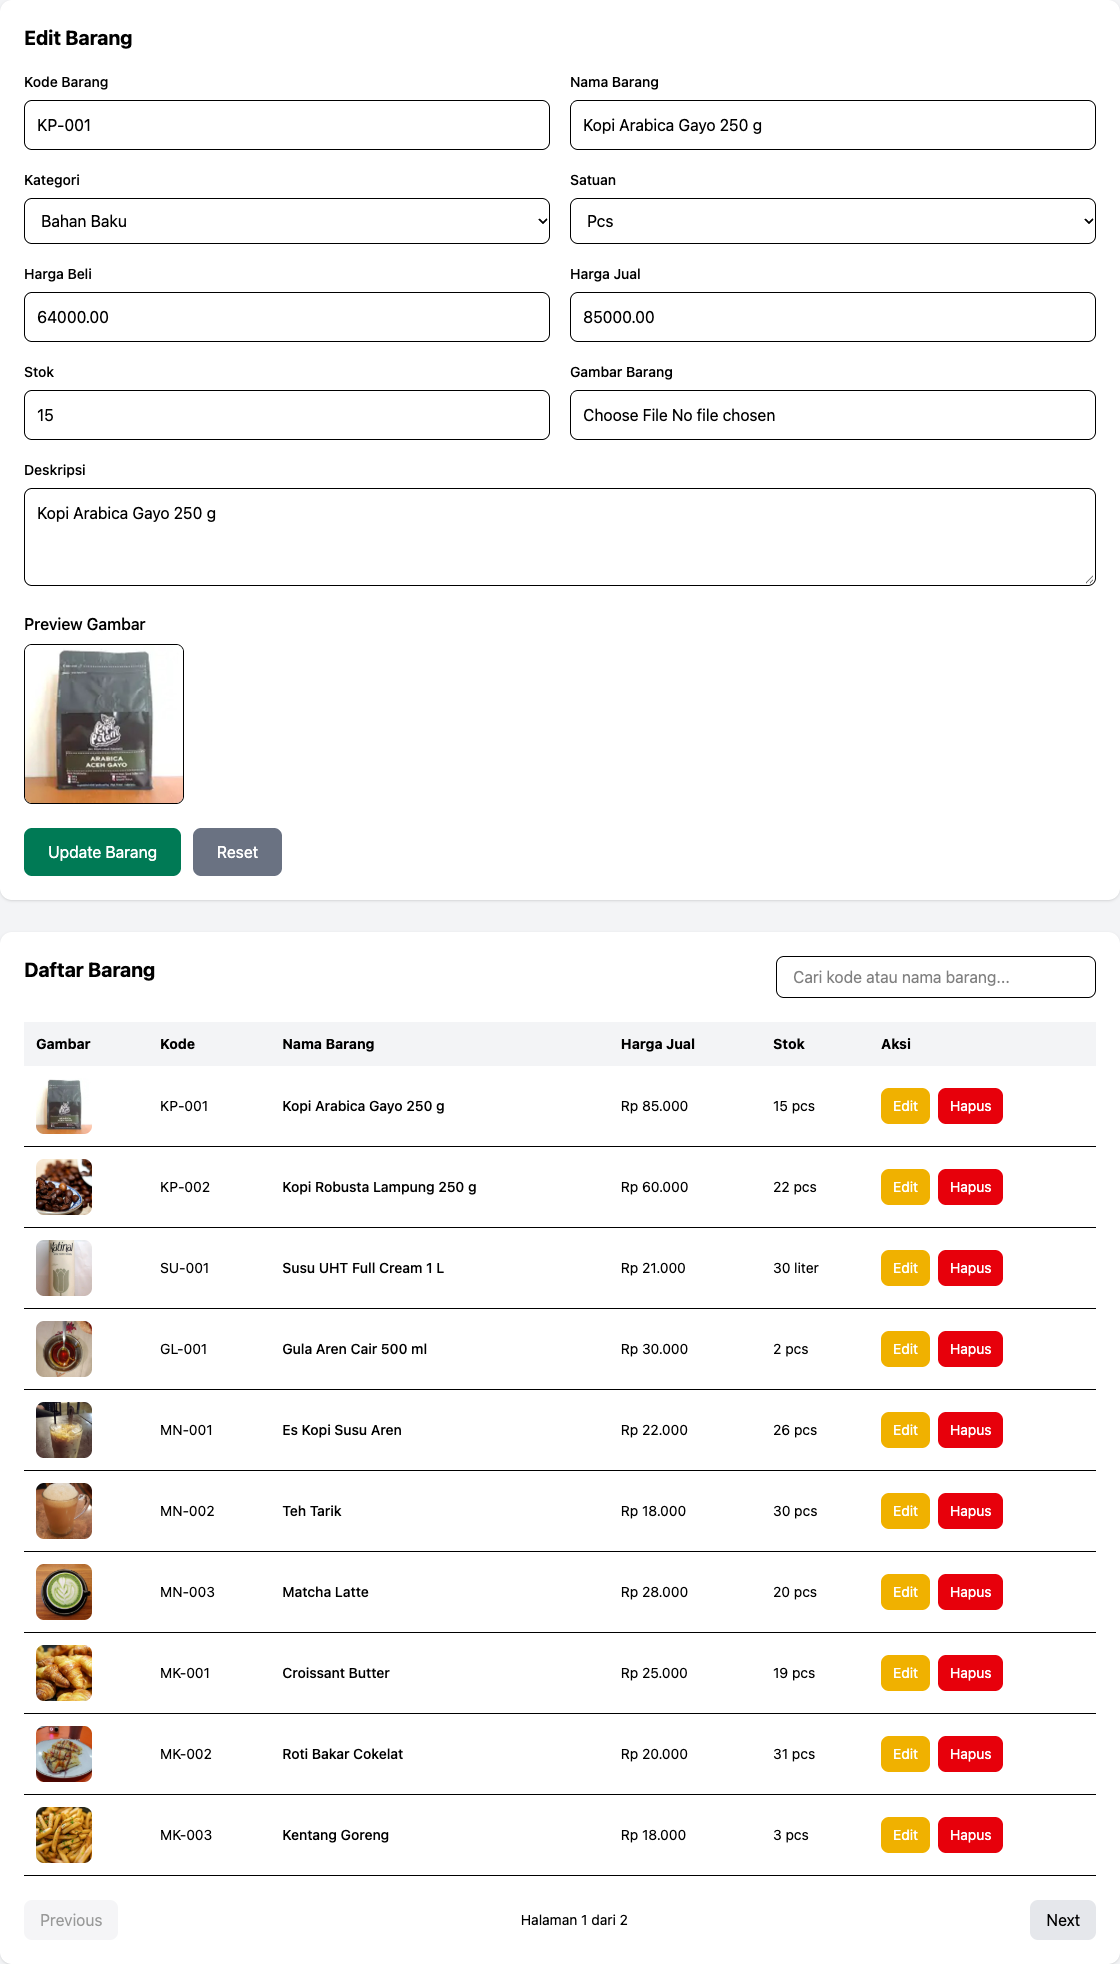 Edit Barang
Kode Barang
Nama Barang
KP-001
Kopi Arabica Gayo 250 g
Kategori
Satuan
Bahan Baku
Pcs
Harga Beli
Harga Jual
64000.00
85000.00
Stok
Gambar Barang
15
Choose File No file chosen
Deskripsi
Kopi Arabica Gayo 250 g
Preview Gambar
Kopi
Petani
ARABICA
ACEH GAYO
Update Barang
Reset
Daftar Barang
Cari kode atau nama barang...
Gambar Kode Nama Barang Harga Jual Stok Aksi
KP-001 Kopi Arabica Gayo 250 g Rp 85.000 15 pcs Edit Hapus
KP-002 Kopi Robusta Lampung 250 g Rp 60.000 22 pcs Edit Hapus
SU-001 Susu UHT Full Cream 1 L Rp 21.000 30 liter Edit Hapus
GL-001 Gula Aren Cair 500 ml Rp 30.000 2 pcs Edit Hapus
MN-001 Es Kopi Susu Aren Rp 22.000 26 pcs Edit Hapus
MN-002 Teh Tarik Rp 18.000 30 pcs Edit Hapus
MN-003 Matcha Latte Rp 28.000 20 pcs Edit Hapus
MK-001 Croissant Butter Rp 25.000 19 pcs Edit Hapus
MK-002 Roti Bakar Cokelat Rp 20.000 31 pcs Edit Hapus
MK-003 Kentang Goreng Rp 18.000 3 pcs Edit Hapus
Previous
Halaman 1 dari 2
Next